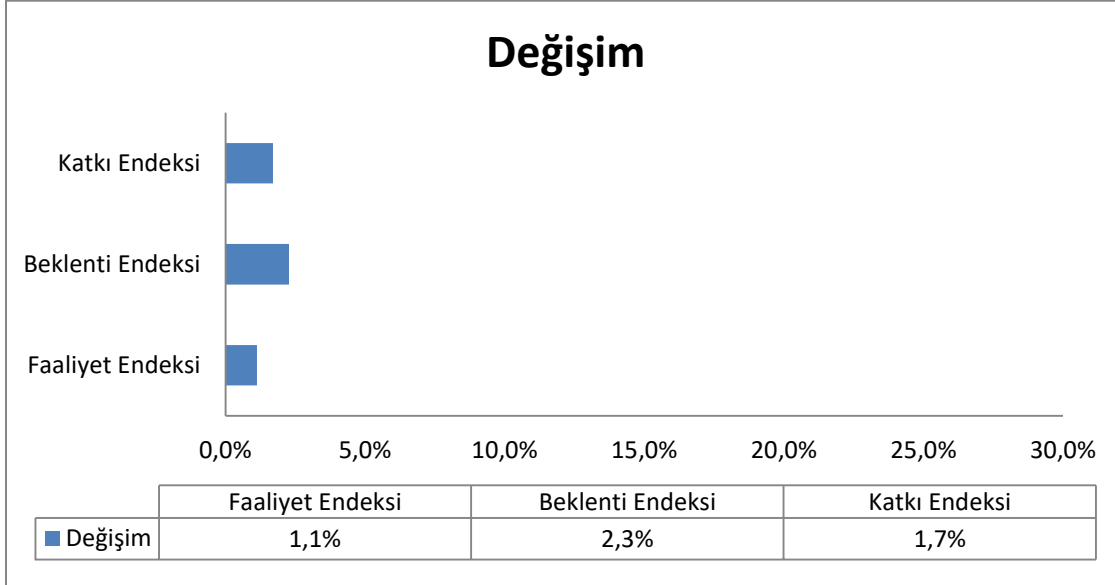 Değişim
Katkı Endeksi
Beklenti Endeksi
Faaliyet Endeksi
0,0% 5,0% 10,0% 15,0% 20,0% 25,0% 30,0%
Faaliyet Endeksi Beklenti Endeksi Katkı Endeksi
Değişim 1,1% 2,3% 1,7%